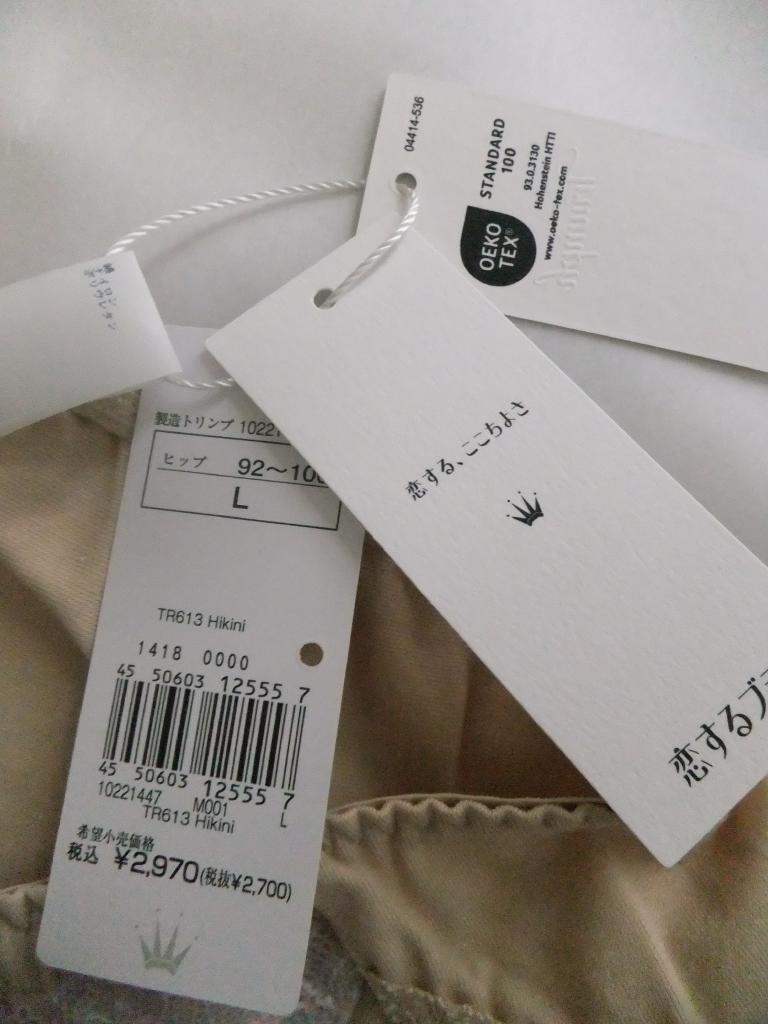 04414-536
OEKO
TEX®
STANDARD
100
93.0.3130
Hohenstein HTTI
www.oeko-tex.com
恋する、ここちよさ
恋するブ
製造トリンプ 1022
ヒップ 92～10
L
TR613 Hikini
1418 0000
45 50603 12555 7
45 50603 12555 7
10221447 M001 L
TR613 Hikini
希望小売価格
税込 ¥2,970(税抜¥2,700)